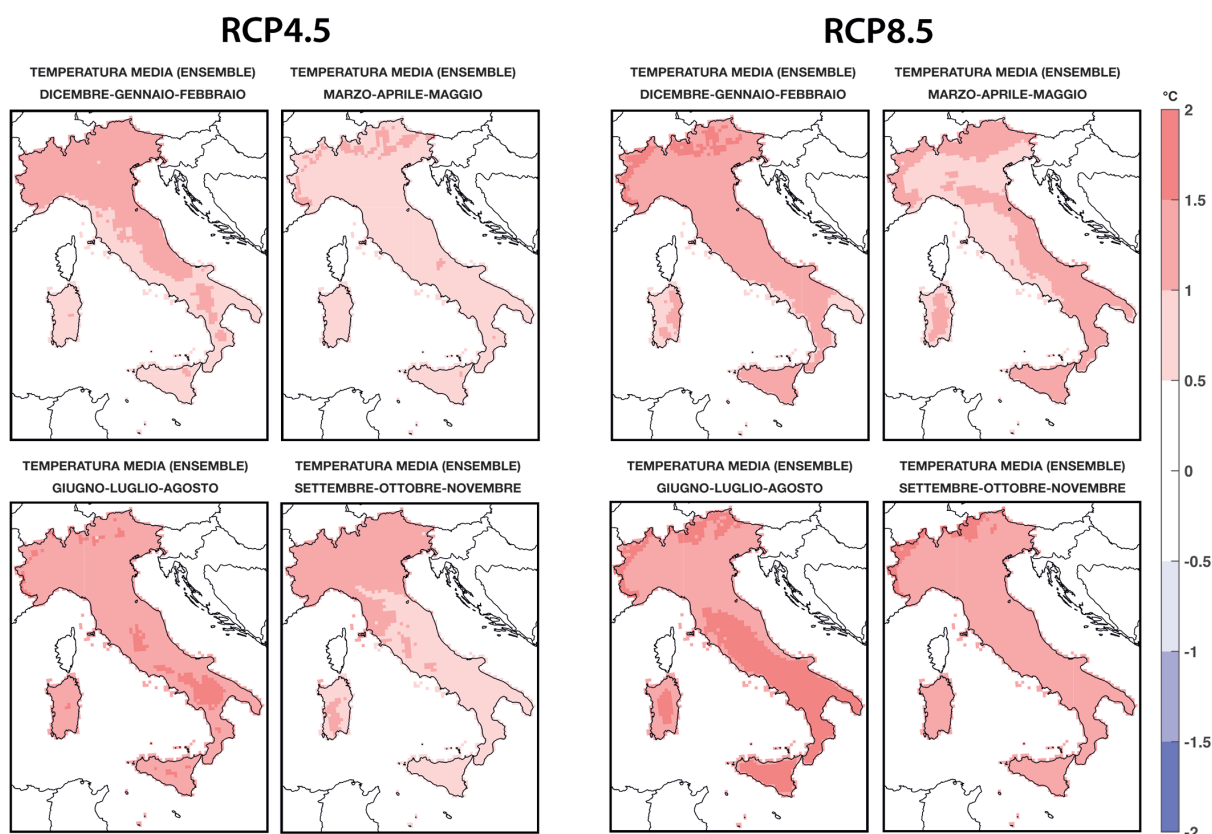 RCP4.5
RCP8.5
TEMPERATURA MEDIA (ENSEMBLE)
DICEMBRE-GENNAIO-FEBBRAIO
TEMPERATURA MEDIA (ENSEMBLE)
MARZO-APRILE-MAGGIO
TEMPERATURA MEDIA (ENSEMBLE)
DICEMBRE-GENNAIO-FEBBRAIO
TEMPERATURA MEDIA (ENSEMBLE)
MARZO-APRILE-MAGGIO
°C
2
1.5
1
0.5
0
-0.5
-1
-1.5
-2
TEMPERATURA MEDIA (ENSEMBLE)
GIUGNO-LUGLIO-AGOSTO
TEMPERATURA MEDIA (ENSEMBLE)
SETTEMBRE-OTTOBRE-NOVEMBRE
TEMPERATURA MEDIA (ENSEMBLE)
GIUGNO-LUGLIO-AGOSTO
TEMPERATURA MEDIA (ENSEMBLE)
SETTEMBRE-OTTOBRE-NOVEMBRE